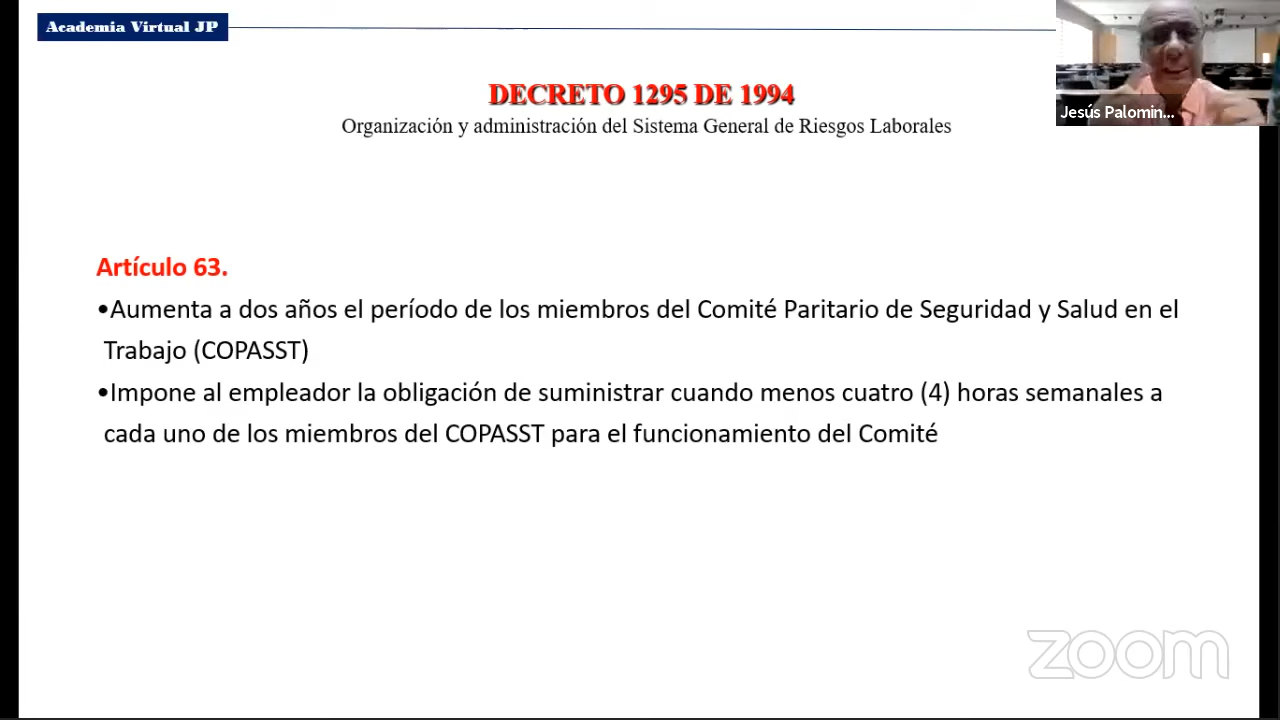 Academia Virtual JP
DECRETO 1295 DE 1994
Organización y administración del Sistema General de Riesgos Laborales
Jesús Palomin...
Artículo 63.
•Aumenta a dos años el período de los miembros del Comité Paritario de Seguridad y Salud en el
Trabajo (COPASST)
•Impone al empleador la obligación de suministrar cuando menos cuatro (4) horas semanales a
cada uno de los miembros del COPASST para el funcionamiento del Comité
zoom